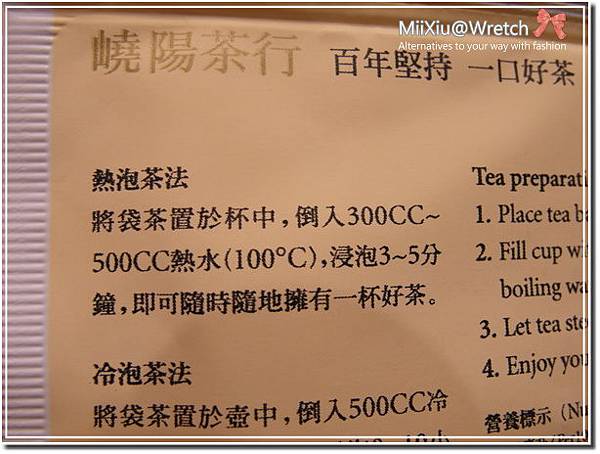 MiiXiu@Wretch
Alternatives to your way with fashion
嶢陽茶行 百年堅持 一口好茶
熱泡茶法
將袋茶置於杯中，倒入300CC~
500CC熱水(100°C)，浸泡3~5分
鐘，即可隨時隨地擁有一杯好茶。
冷泡茶法
將袋茶置於壺中，倒入500CC冷
Tea preparati
1. Place tea b
2. Fill cup wi
boiling wa
3. Let tea ste
4. Enjoy you
營養標示 (Nu